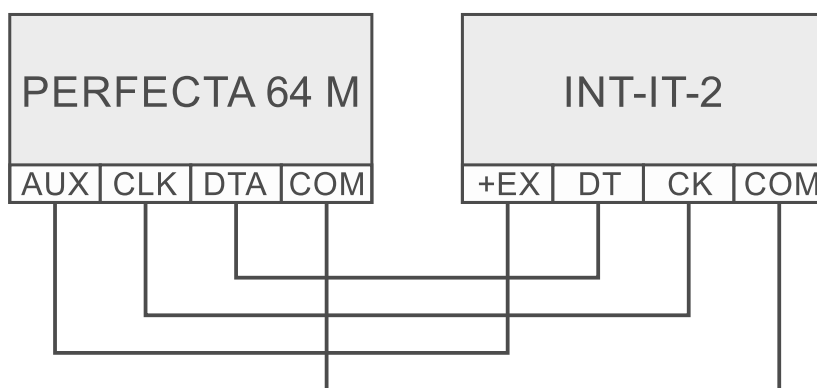 PERFECTA 64 M
INT-IT-2
AUX CLK DTA COM
+EX DT CK COM